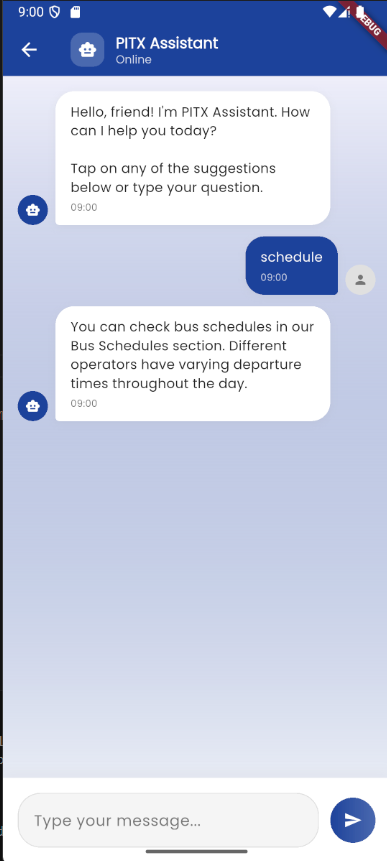 9:00
DEBUG
PITX Assistant
Online
Hello, friend! I'm PITX Assistant. How
can I help you today?
Tap on any of the suggestions
below or type your question.
09:00
schedule
09:00
You can check bus schedules in our
Bus Schedules section. Different
operators have varying departure
times throughout the day.
09:00
Type your message...